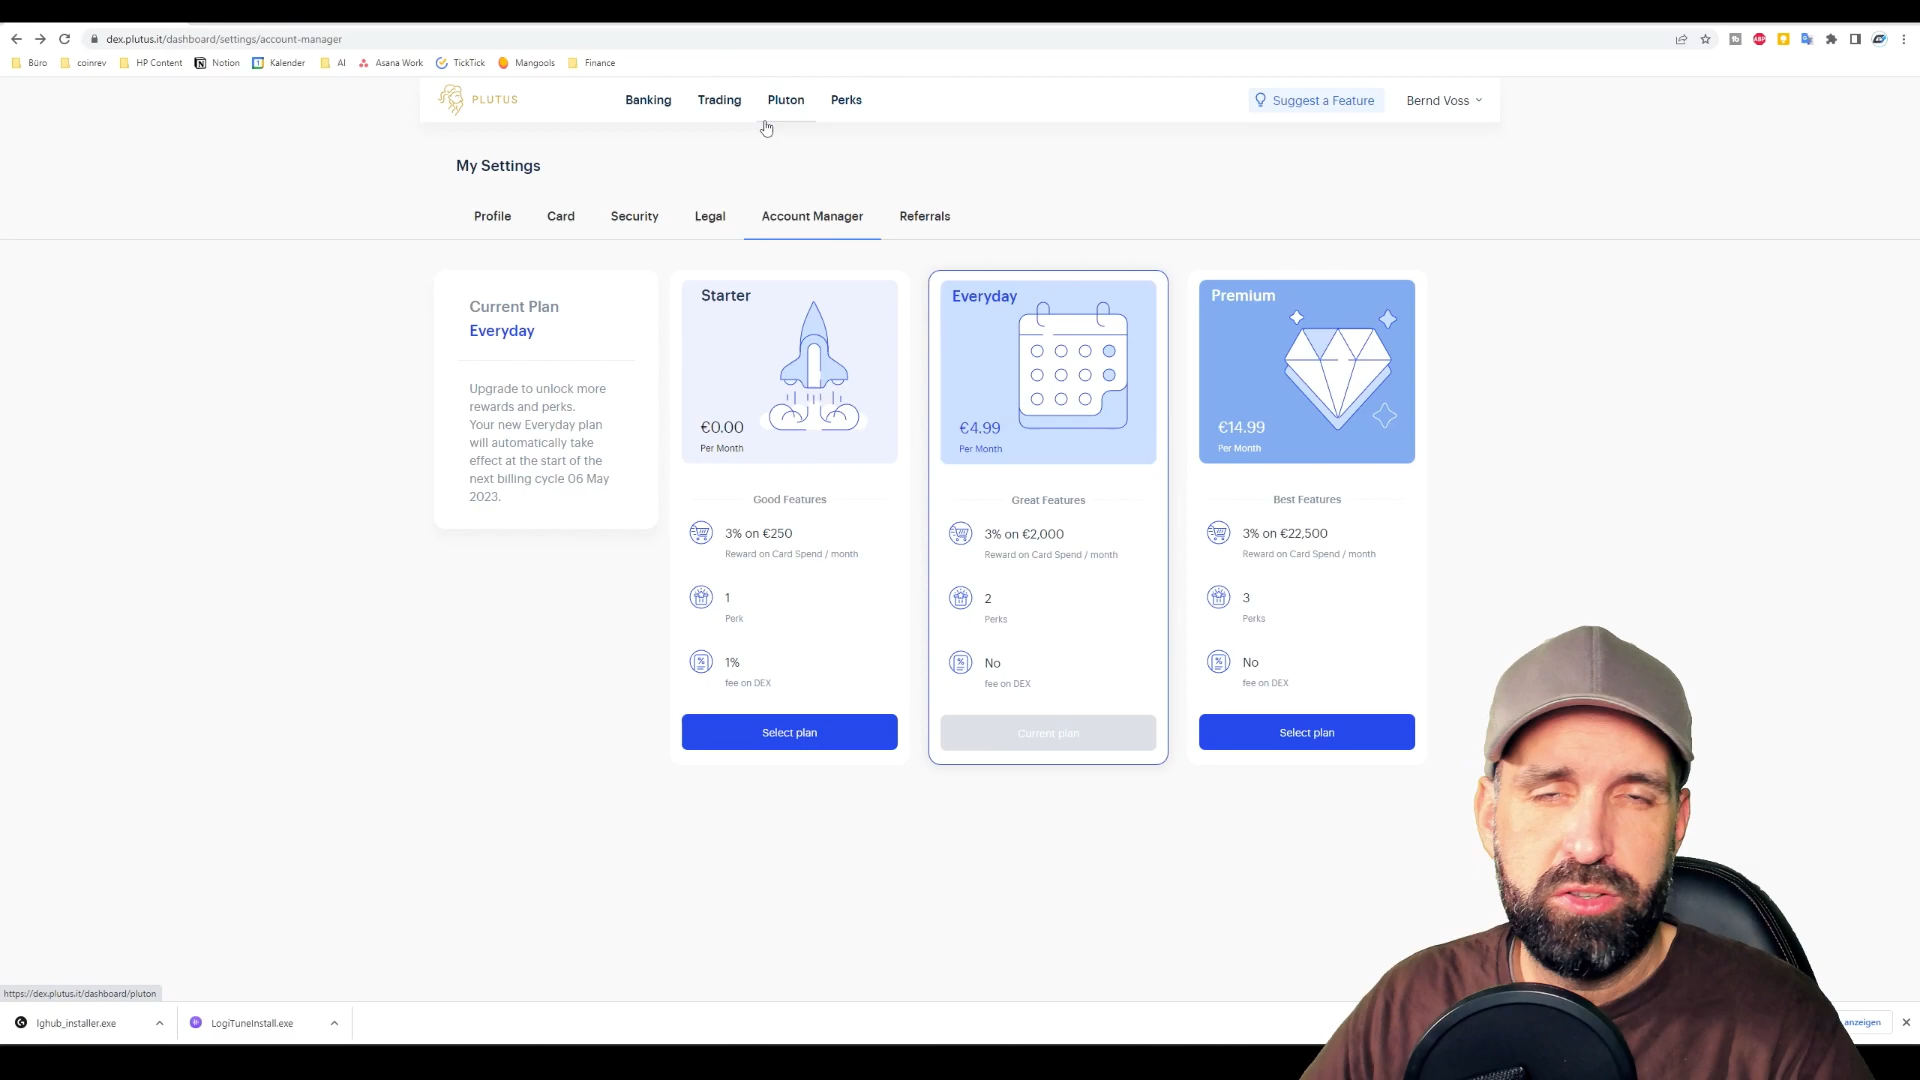 dex.plutus.it/dashboard/settings/account-manager
Büro
coinrev
HP Content
Notion
Kalender
AI
Asana Work
TickTick
Mangools
Finance
PLUTUS
Banking
Trading
Pluton
Perks
Suggest a Feature
Bernd Voss
My Settings
Profile
Card
Security
Legal
Account Manager
Referrals
Current Plan
Everyday
Upgrade to unlock more
rewards and perks.
Your new Everyday plan
will automatically take
effect at the start of the
next billing cycle 06 May
2023.
Starter
€0.00
Per Month
Good Features
3% on €250
Reward on Card Spend / month
1
Perk
1%
fee on DEX
Select plan
Everyday
€4.99
Per Month
Great Features
3% on €2,000
Reward on Card Spend / month
2
Perks
No
fee on DEX
Current plan
Premium
€14.99
Per Month
Best Features
3% on €22,500
Reward on Card Spend / month
3
Perks
No
fee on DEX
Select plan
https://dex.plutus.it/dashboard/pluton
lghub_installer.exe
LogiTuneInstall.exe
anzeigen